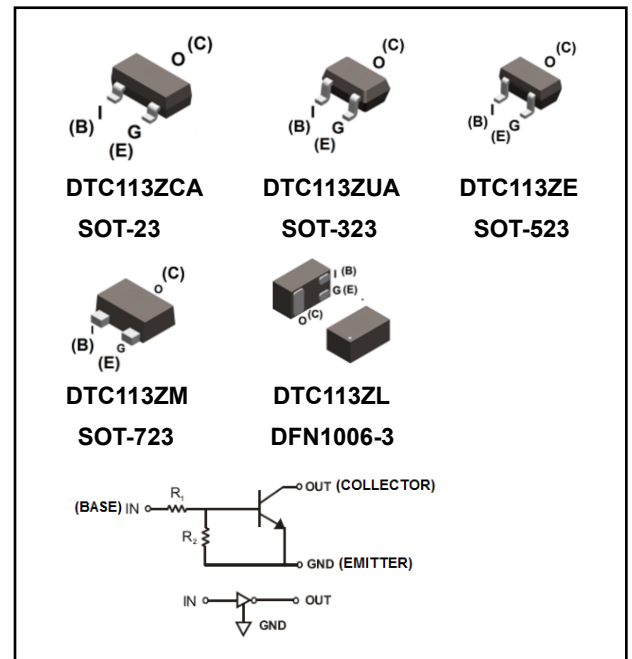 O (C)
I
(B)
G
(E)
DTC113ZCA
SOT-23
O (C)
I
(B)
G
(E)
DTC113ZUA
SOT-323
O (C)
I
(B)
G
(E)
DTC113ZE
SOT-523
O (C)
I
(B)
G
(E)
DTC113ZM
SOT-723
I (B)
G (E)
O (C)
DTC113ZL
DFN1006-3
OUT (COLLECTOR)
(BASE) IN
R1
R2
GND (EMITTER)
IN
OUT
GND